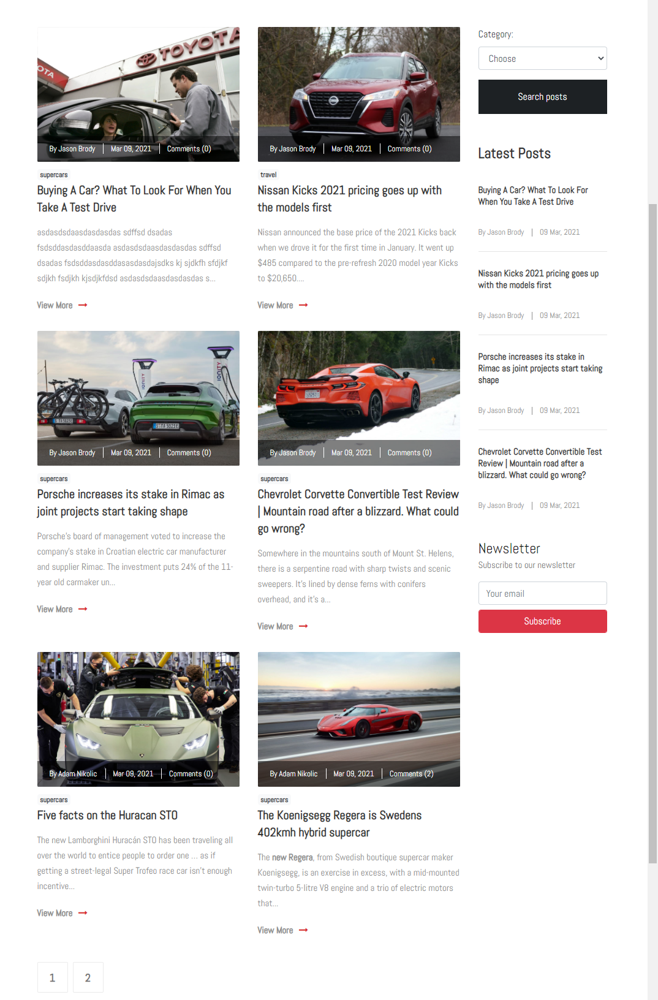 TOYOTA
OTA
By Jason Brody | Mar 09, 2021 | Comments (0)
supercars
Buying A Car? What To Look For When You
Take A Test Drive
asdasdsdaasdasdasdas sdffsd dsadas
fsdsddasdasddaasda asdasdsdaasdasdasdas sdffsd
dsadas fsdsddasdasddasasdasdajsdks kj sjdkfh sfdjkf
sdjkh fsdjkh kjsdjkfdsd asdasdsdaasdasdasdas s...
View More
By Jason Brody | Mar 09, 2021 | Comments (0)
travel
Nissan Kicks 2021 pricing goes up with
the models first
Nissan announced the base price of the 2021 Kicks back
when we drove it for the first time in January. It went up
$485 compared to the pre-refresh 2020 model year Kicks
to $20,650....
View More
IONITY
IONITY
S·TA 5121E
By Jason Brody | Mar 09, 2021 | Comments (0)
supercars
Porsche increases its stake in Rimac as
joint projects start taking shape
Porsche's board of management voted to increase the
company's stake in Croatian electric car manufacturer
and supplier Rimac. The investment puts 24% of the 11-
year old carmaker un...
View More
By Jason Brody | Mar 09, 2021 | Comments (0)
supercars
Chevrolet Corvette Convertible Test Review
| Mountain road after a blizzard. What could
go wrong?
Somewhere in the mountains south of Mount St. Helens,
there is a serpentine road with sharp twists and scenic
sweepers. It's lined by dense ferns with conifers
overhead, and it's a...
View More
By Adam Nikolic | Mar 09, 2021 | Comments (0)
supercars
Five facts on the Huracan STO
The new Lamborghini Huracán STO has been traveling all
over the world to entice people to order one ... as if
getting a street-legal Super Trofeo race car isn't enough
incentive...
View More
By Adam Nikolic | Mar 09, 2021 | Comments (2)
supercars
The Koenigsegg Regera is Swedens
402kmh hybrid supercar
The new Regera, from Swedish boutique supercar maker
Koenigsegg, is an exercise in excess, with a mid-mounted
twin-turbo 5-litre V8 engine and a trio of electric motors
that...
View More
1 2
Category:
Choose
Search posts
Latest Posts
Buying A Car? What To Look For
When You Take A Test Drive
By Jason Brody | 09 Mar, 2021
Nissan Kicks 2021 pricing goes up
with the models first
By Jason Brody | 09 Mar, 2021
Porsche increases its stake in
Rimac as joint projects start taking
shape
By Jason Brody | 09 Mar, 2021
Chevrolet Corvette Convertible Test
Review | Mountain road after a
blizzard. What could go wrong?
By Jason Brody | 09 Mar, 2021
Newsletter
Subscribe to our newsletter
Your email
Subscribe